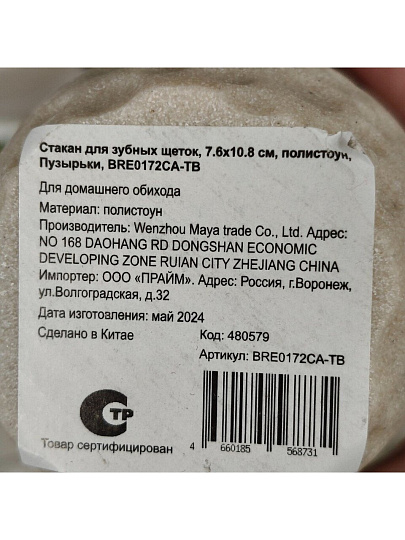 Стакан для зубных щеток, 7.6x10.8 см, полистоун,
Пузырьки, BRE0172CA-TB
Для домашнего обихода
Материал: полистоун
Производитель: Wenzhou Maya trade Co., Ltd. Адрес:
NO 168 DAOHANG RD DONGSHAN ECONOMIC
DEVELOPING ZONE RUIAN CITY ZHEJIANG CHINA
Импортер: ООО «ПРАЙМ». Адрес: Россия, г.Воронеж,
ул.Волгоградская, д.32
Дата изготовления: май 2024
Сделано в Китае
Код: 480579
Артикул: BRE0172CA-TB
СТР
Товар сертифицирован
4 660185 568731